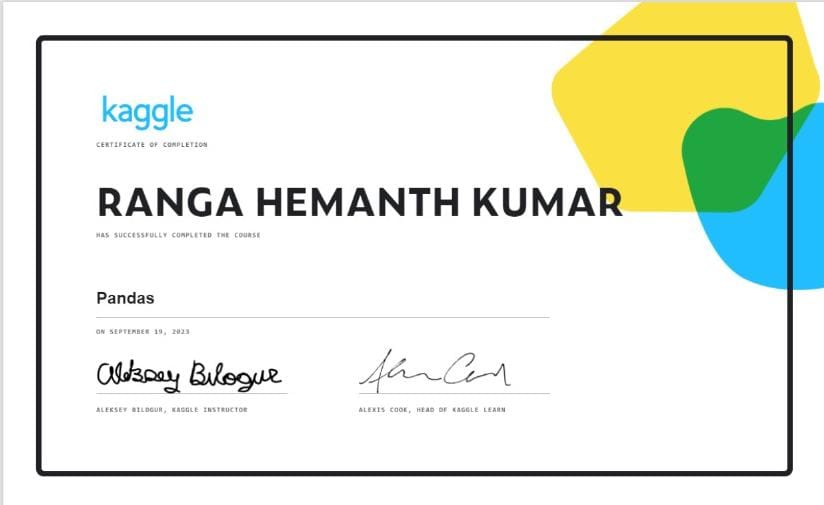 kaggle
CERTIFICATE OF COMPLETION
RANGA HEMANTH KUMAR
HAS SUCCESSFULLY COMPLETED THE COURSE
Pandas
ON SEPTEMBER 19, 2023
Aleksey Bilogur
ALEKSEY BILOGUR, KAGGLE INSTRUCTOR
ALEXIS COOK, HEAD OF KAGGLE LEARN